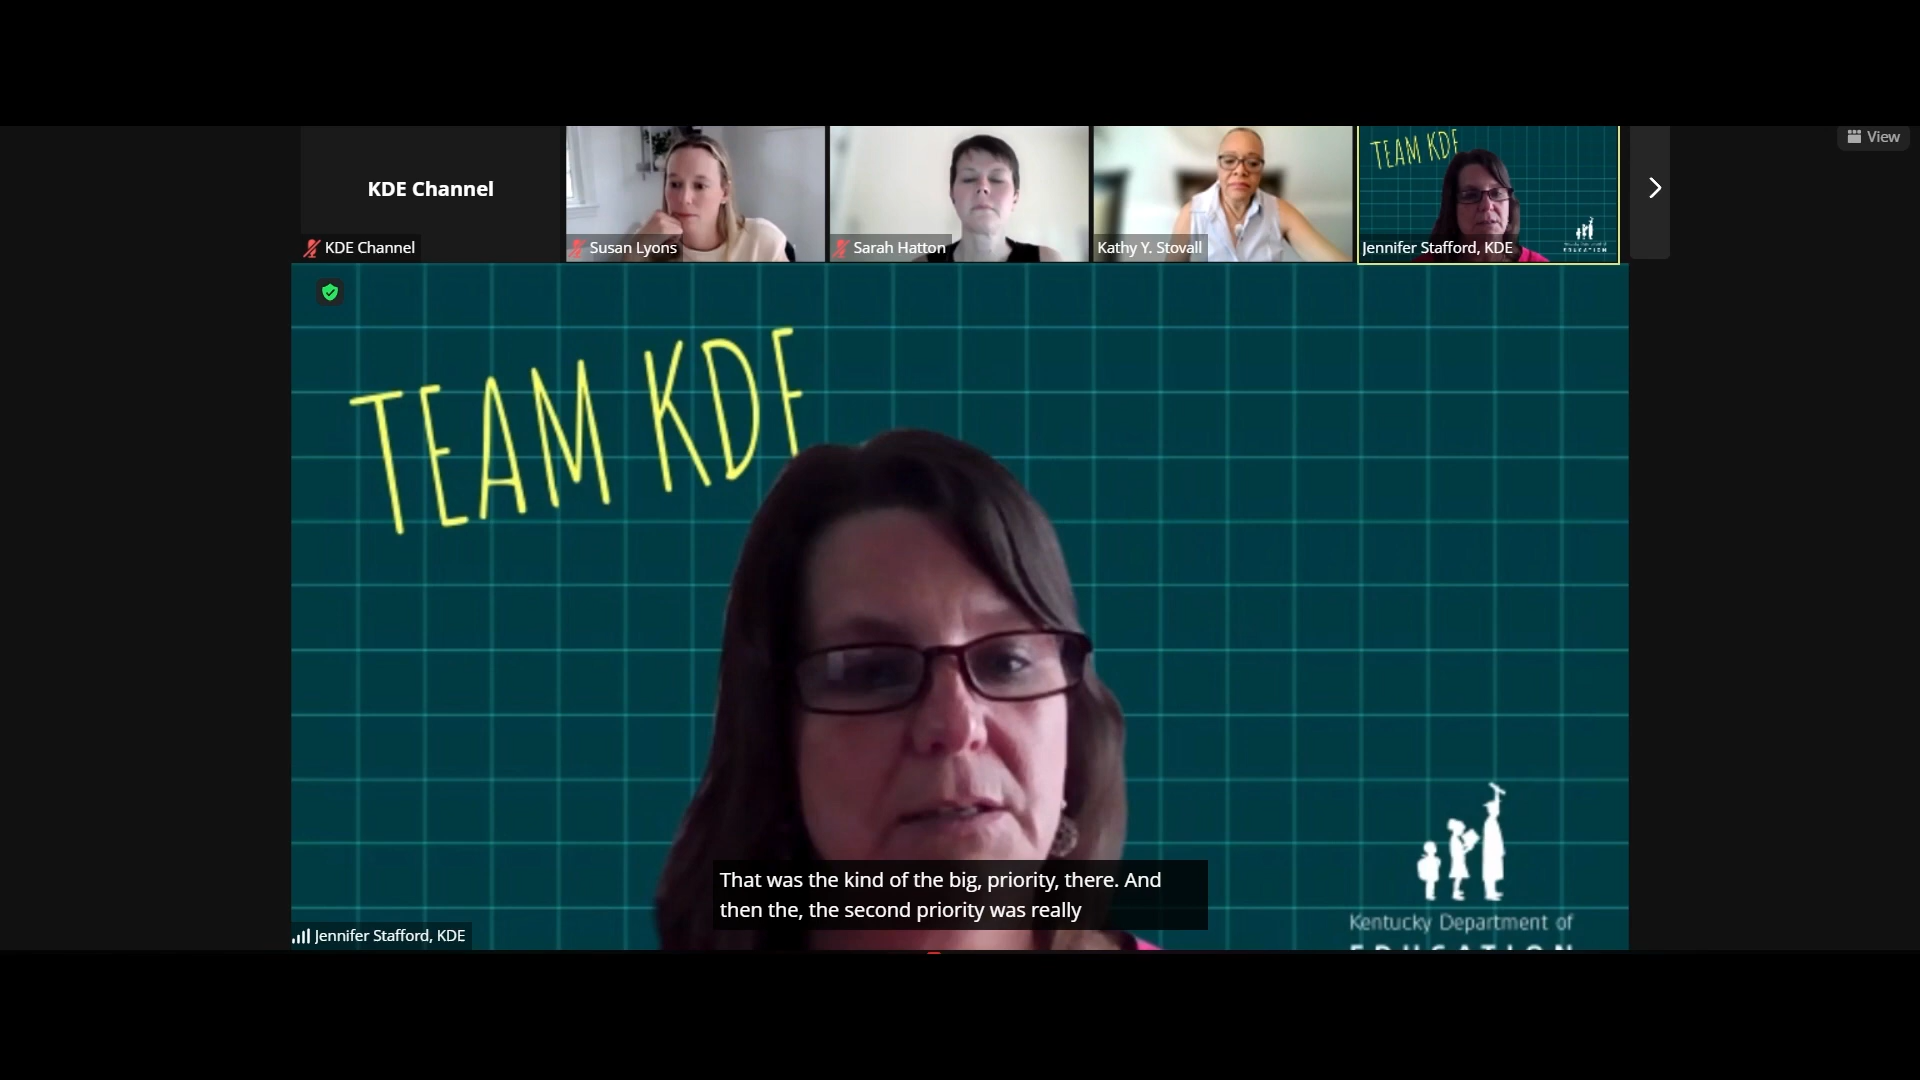 View
KDE Channel
KDE Channel
Susan Lyons
Sarah Hatton
Kathy Y. Stovall
TEAM KDE
Jennifer Stafford, KDE
TEAM KDE
That was the kind of the big, priority, there. And
then the, the second priority was really
Kentucky Department of
EDUCATION
Jennifer Stafford, KDE